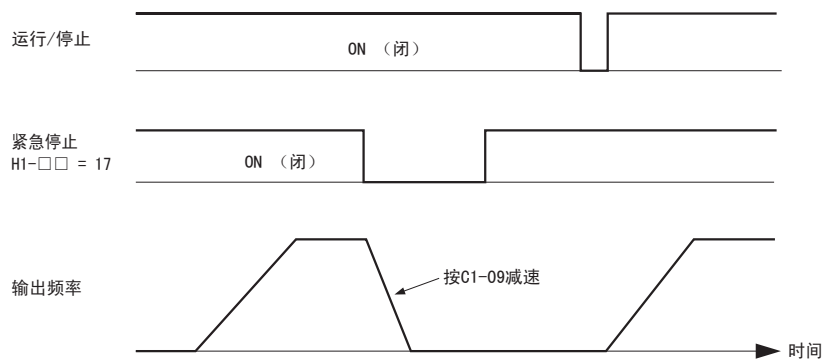 运行/停止
ON （闭）
紧急停止
H1-□□ = 17
ON （闭）
输出频率
按C1-09减速
时间